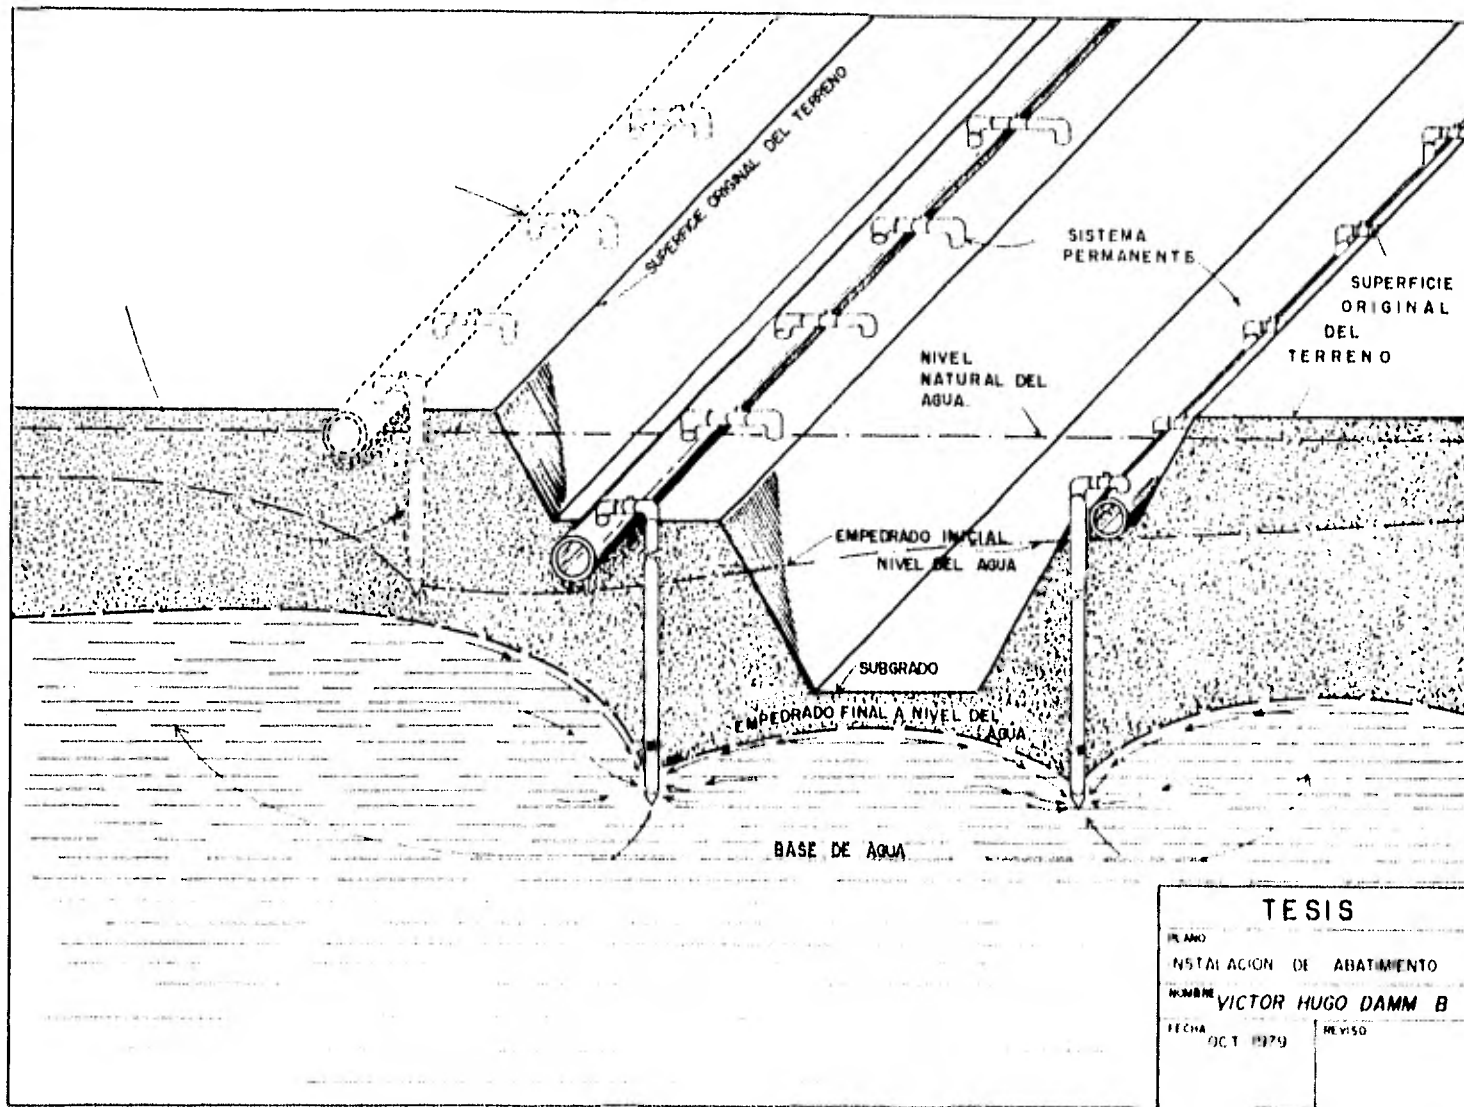 SUPERFICIE ORIGINAL DEL TERRENO
SISTEMA
PERMANENTE
SUPERFICIE
ORIGINAL
DEL
TERRENO
NIVEL
NATURAL DEL
AGUA.
EMPEDRADO INICIAL
NIVEL DEL AGUA
SUBGRADO
EMPEDRADO FINAL A NIVEL DEL
AGUA
BASE DE AGUA
TESIS
PLANO
INSTALACION DE ABATIMIENTO
NOMBRE VICTOR HUGO DAMM B
FECHA OCT 1979
REVISO